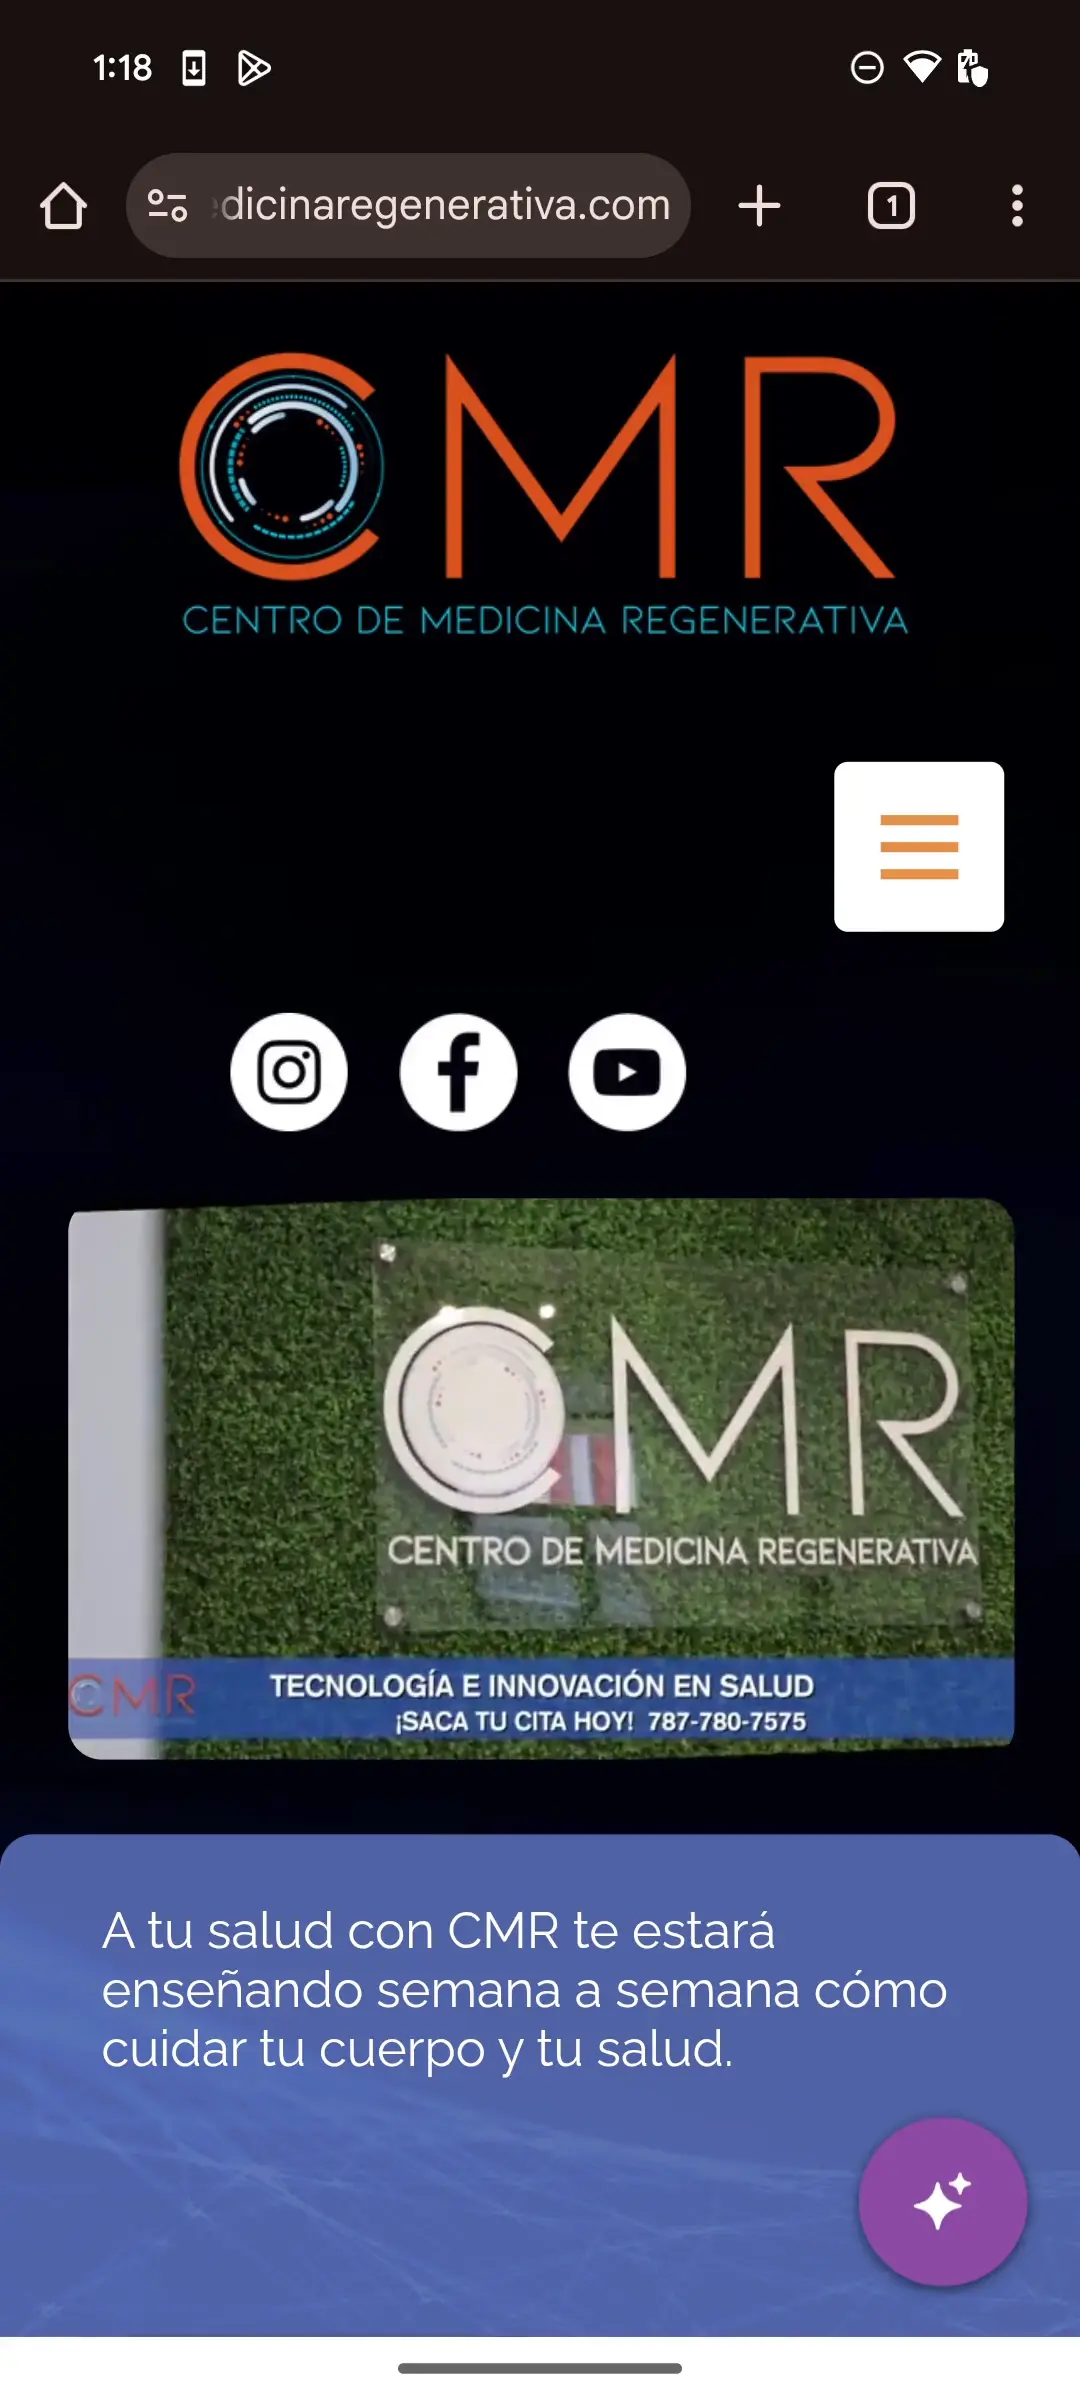 1:18
dicinaregenerativa.com
1
CMR
CENTRO DE MEDICINA REGENERATIVA
CMR
CENTRO DE MEDICINA REGENERATIVA
CMR
TECNOLOGÍA E INNOVACIÓN EN SALUD
¡SACA TU CITA HOY! 787-780-7575
A tu salud con CMR te estará
enseñando semana a semana cómo
cuidar tu cuerpo y tu salud.